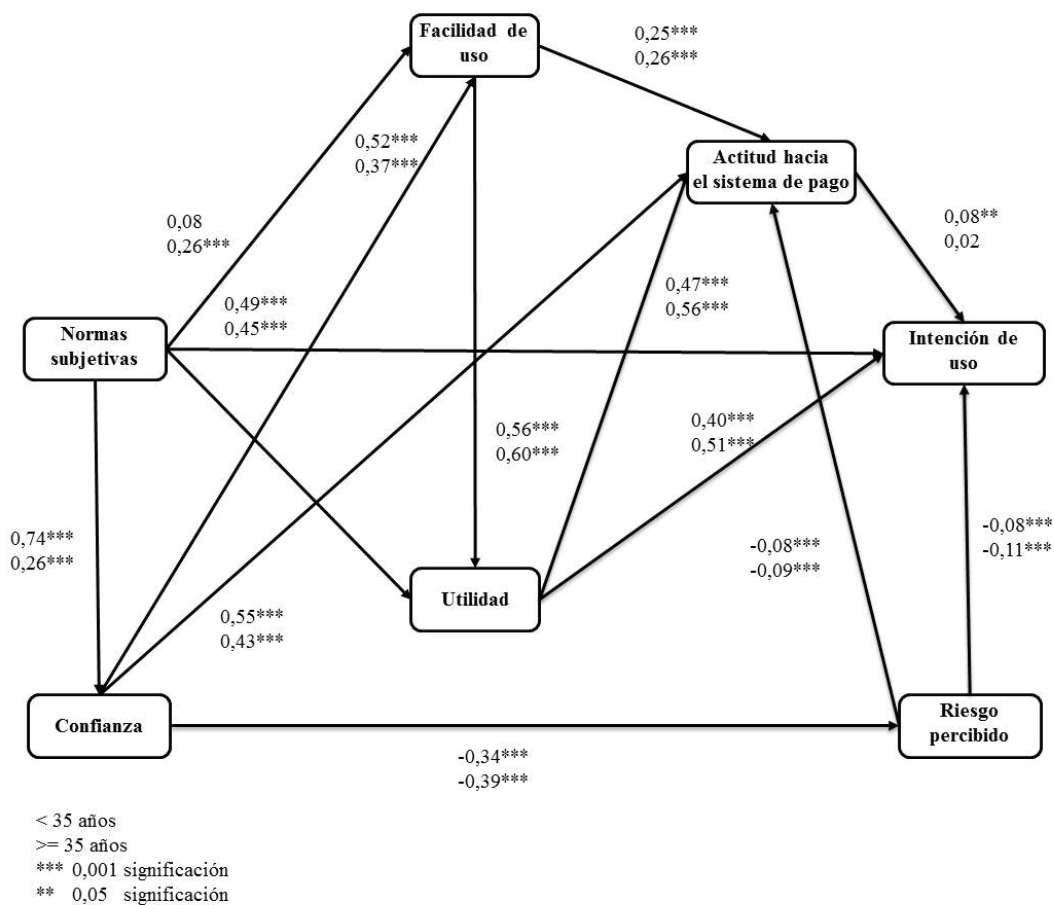 Facilidad de
uso
0,25***
0,26***
0,52***
0,37***
Actitud hacia
el sistema de pago
0,08
0,26***
0,08**
0,02
0,49***
0,45***
0,47***
0,56***
Normas
subjetivas
Intención de
uso
0,56***
0,60***
0,40***
0,51***
0,74***
0,26***
-0,08***
-0,09***
-0,08***
-0,11***
Utilidad
0,55***
0,43***
Confianza
Riesgo
percibido
-0,34***
-0,39***
< 35 años
>= 35 años
*** 0,001 significación
** 0,05 significación